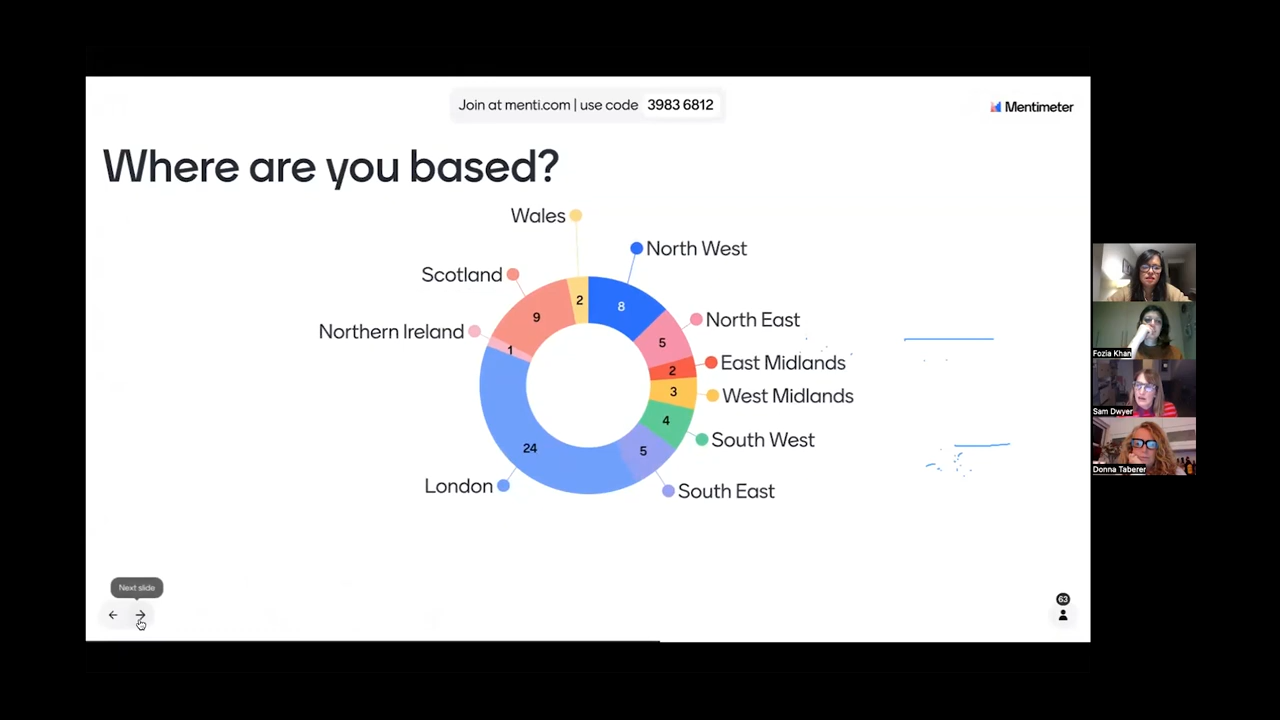 Join at menti.com | use code 3983 6812
Mentimeter
Where are you based?
Wales
North West
Scotland
2
8
North East
9
Northern Ireland
5
1
East Midlands
2
3
West Midlands
4
South West
24
5
London
South East
Next slide
63
Fozia Khan
Sam Dwyer
Donna Taberer